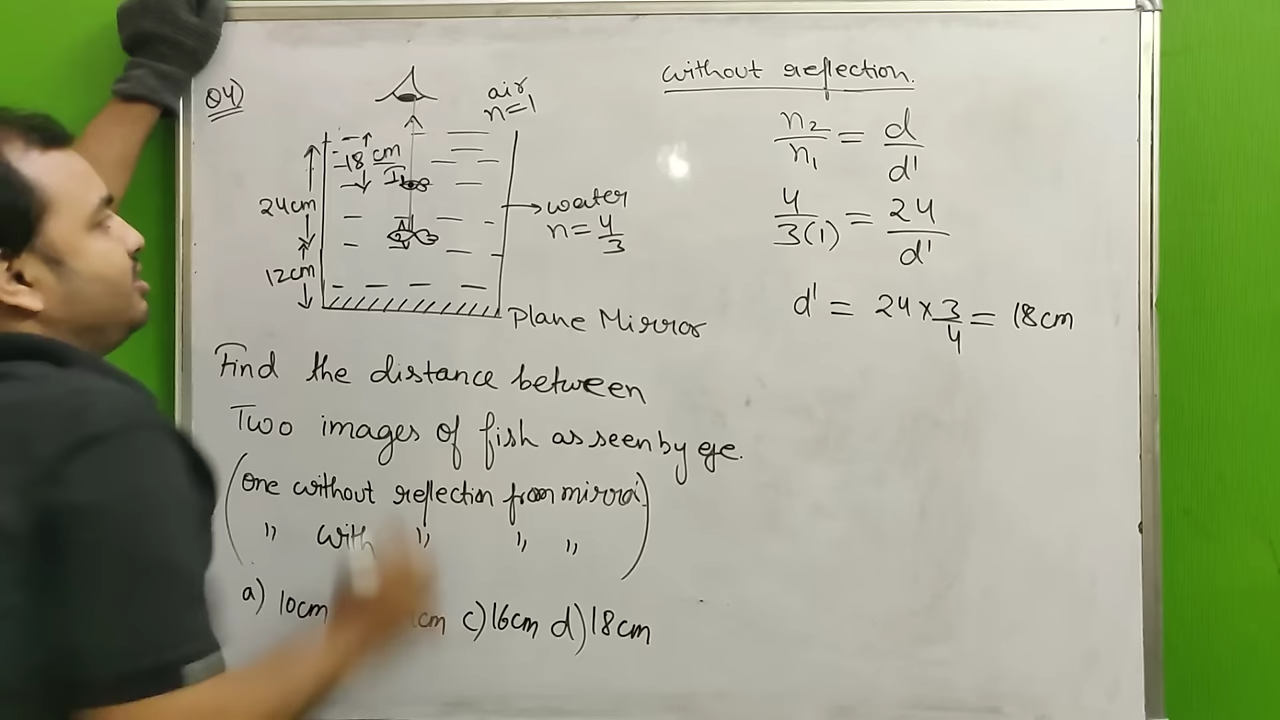 Q4)
air
n=1
18 cm
I1
24cm
12cm
water
n=4/3
Plane Mirror
Find the distance between
Two images of fish as seen by eye.
(One without reflection from mirror
" with " " ")
a) 10cm cm c) 16cm d) 18cm
without reflection.
n2/n1 = d/d'
4/3(1) = 24/d'
d' = 24 × 3/4 = 18cm